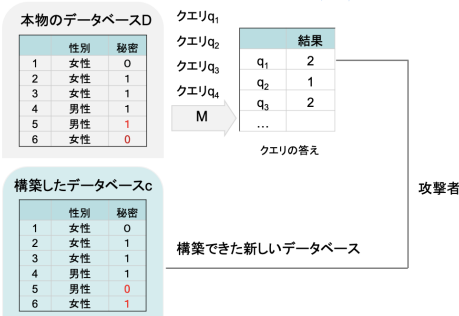 本物のデータベースD
性別 秘密
1 女性 0
2 女性 1
3 女性 1
4 男性 1
5 男性 1
6 女性 0
クエリq1
クエリq2
クエリq3
クエリq4
M
結果
q1 2
q2 1
q3 2
…
クエリの答え
攻撃者
構築したデータベースc
性別 秘密
1 女性 0
2 女性 1
3 女性 1
4 男性 1
5 男性 0
6 女性 1
構築できた新しいデータベース